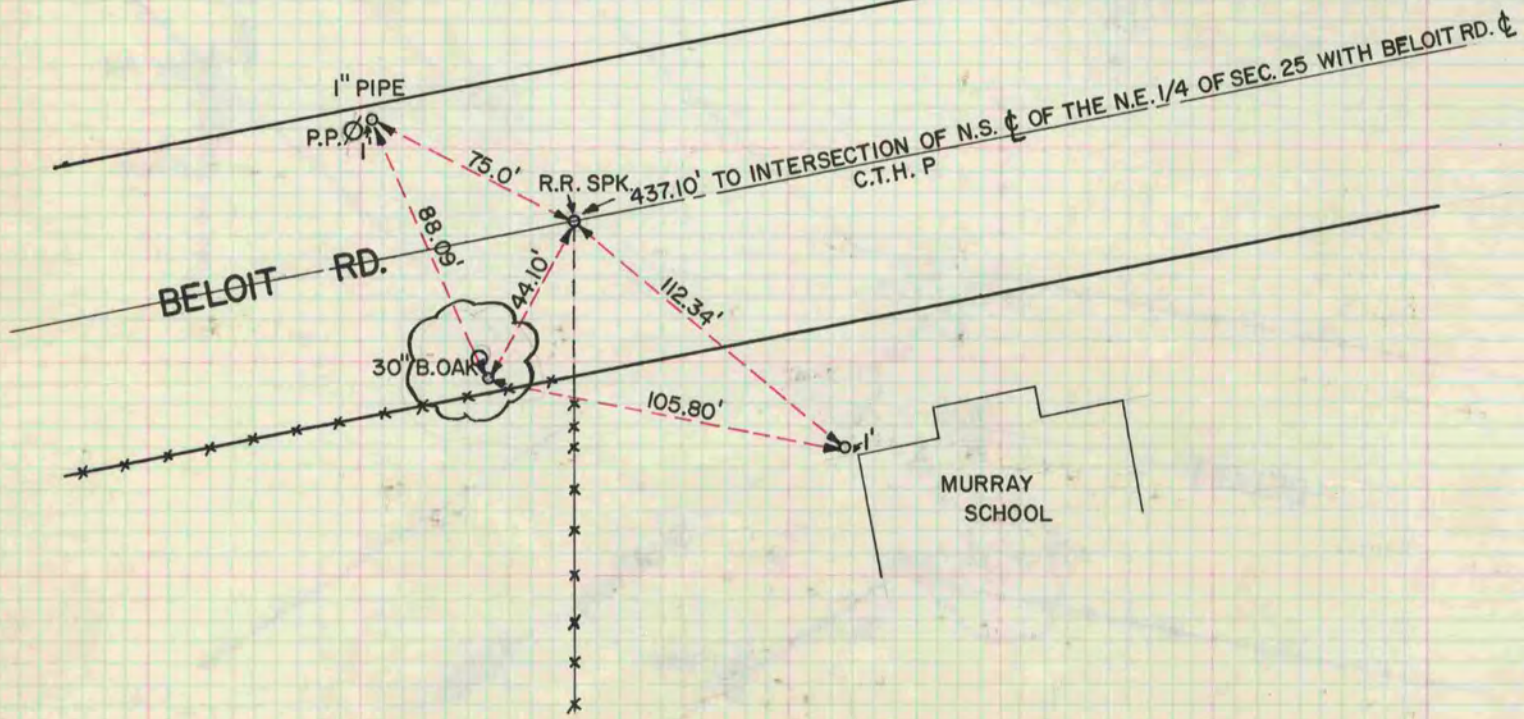 1" PIPE
P.P.
1'
75.0'
R.R. SPK.
437.10' TO INTERSECTION OF N.S. ℄ OF THE N.E. 1/4 OF SEC. 25 WITH BELOIT RD. ℄
C.T.H. P
88.09'
BELOIT RD.
44.10'
112.34'
30" B.OAK
105.80'
1'
MURRAY
SCHOOL